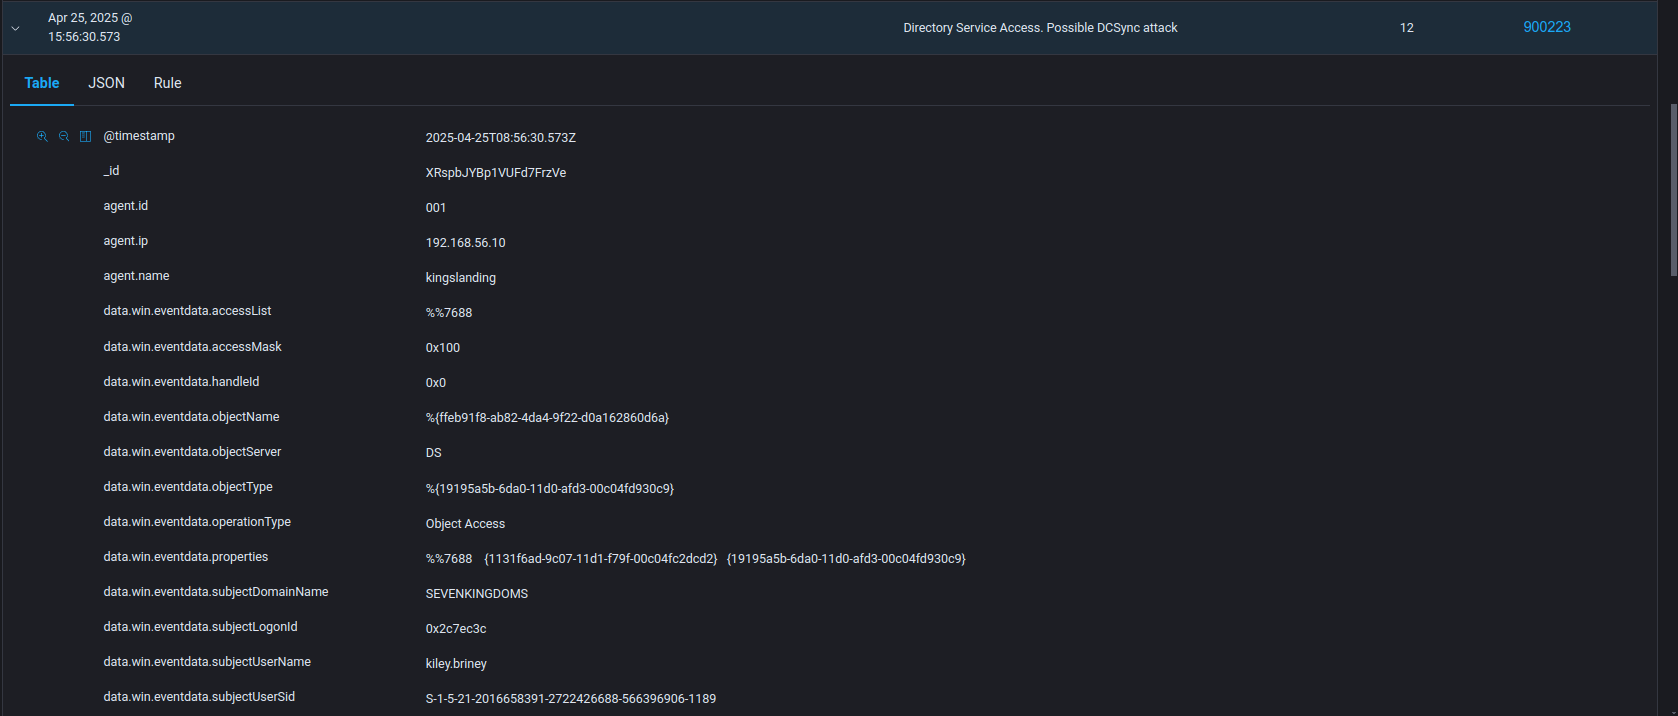 Apr 25, 2025 @
15:56:30.573
Directory Service Access. Possible DCSync attack
12
900223
Table JSON Rule
@timestamp 2025-04-25T08:56:30.573Z
_id XRspbJYBp1VUFd7FrzVe
agent.id 001
agent.ip 192.168.56.10
agent.name kingslanding
data.win.eventdata.accessList %%7688
data.win.eventdata.accessMask 0x100
data.win.eventdata.handleId 0x0
data.win.eventdata.objectName %{ffeb91f8-ab82-4da4-9f22-d0a162860d6a}
data.win.eventdata.objectServer DS
data.win.eventdata.objectType %{19195a5b-6da0-11d0-afd3-00c04fd930c9}
data.win.eventdata.operationType Object Access
data.win.eventdata.properties %%7688 {1131f6ad-9c07-11d1-f79f-00c04fc2dcd2} {19195a5b-6da0-11d0-afd3-00c04fd930c9}
data.win.eventdata.subjectDomainName SEVENKINGDOMS
data.win.eventdata.subjectLogonId 0x2c7ec3c
data.win.eventdata.subjectUserName kiley.briney
data.win.eventdata.subjectUserSid S-1-5-21-2016658391-2722426688-566396906-1189